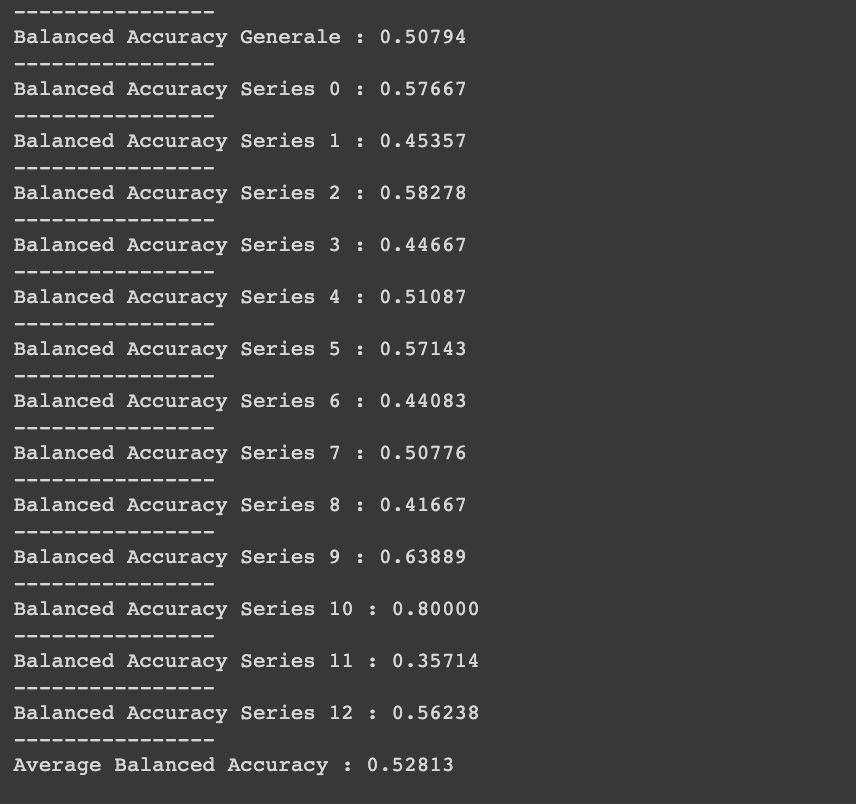 ----------------
Balanced Accuracy Generale : 0.50794
----------------
Balanced Accuracy Series 0 : 0.57667
----------------
Balanced Accuracy Series 1 : 0.45357
----------------
Balanced Accuracy Series 2 : 0.58278
----------------
Balanced Accuracy Series 3 : 0.44667
----------------
Balanced Accuracy Series 4 : 0.51087
----------------
Balanced Accuracy Series 5 : 0.57143
----------------
Balanced Accuracy Series 6 : 0.44083
----------------
Balanced Accuracy Series 7 : 0.50776
----------------
Balanced Accuracy Series 8 : 0.41667
----------------
Balanced Accuracy Series 9 : 0.63889
----------------
Balanced Accuracy Series 10 : 0.80000
----------------
Balanced Accuracy Series 11 : 0.35714
----------------
Balanced Accuracy Series 12 : 0.56238
----------------
Average Balanced Accuracy : 0.52813